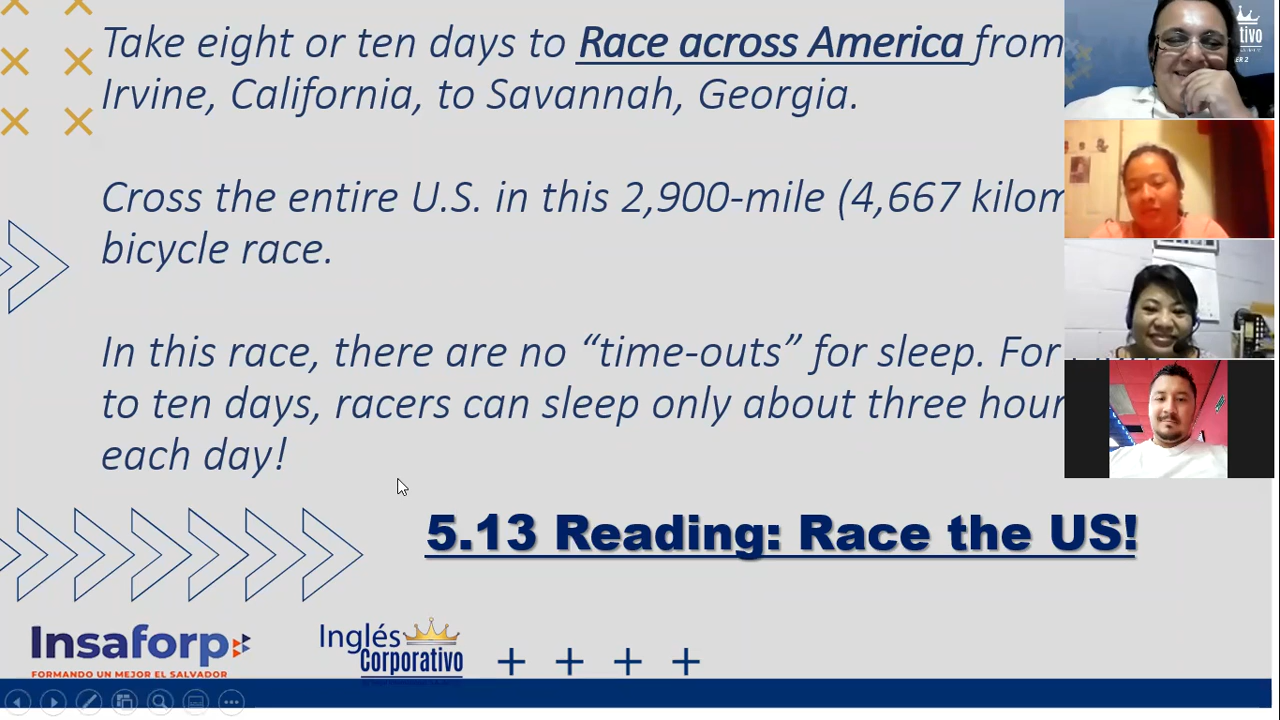 Take eight or ten days to Race across America from
Irvine, California, to Savannah, Georgia.
Cross the entire U.S. in this 2,900-mile (4,667 kilom
bicycle race.
In this race, there are no “time-outs” for sleep. For
to ten days, racers can sleep only about three hour
each day!
5.13 Reading: Race the US!
Insaforp
FORMANDO UN MEJOR EL SALVADOR
Inglés
Corporativo